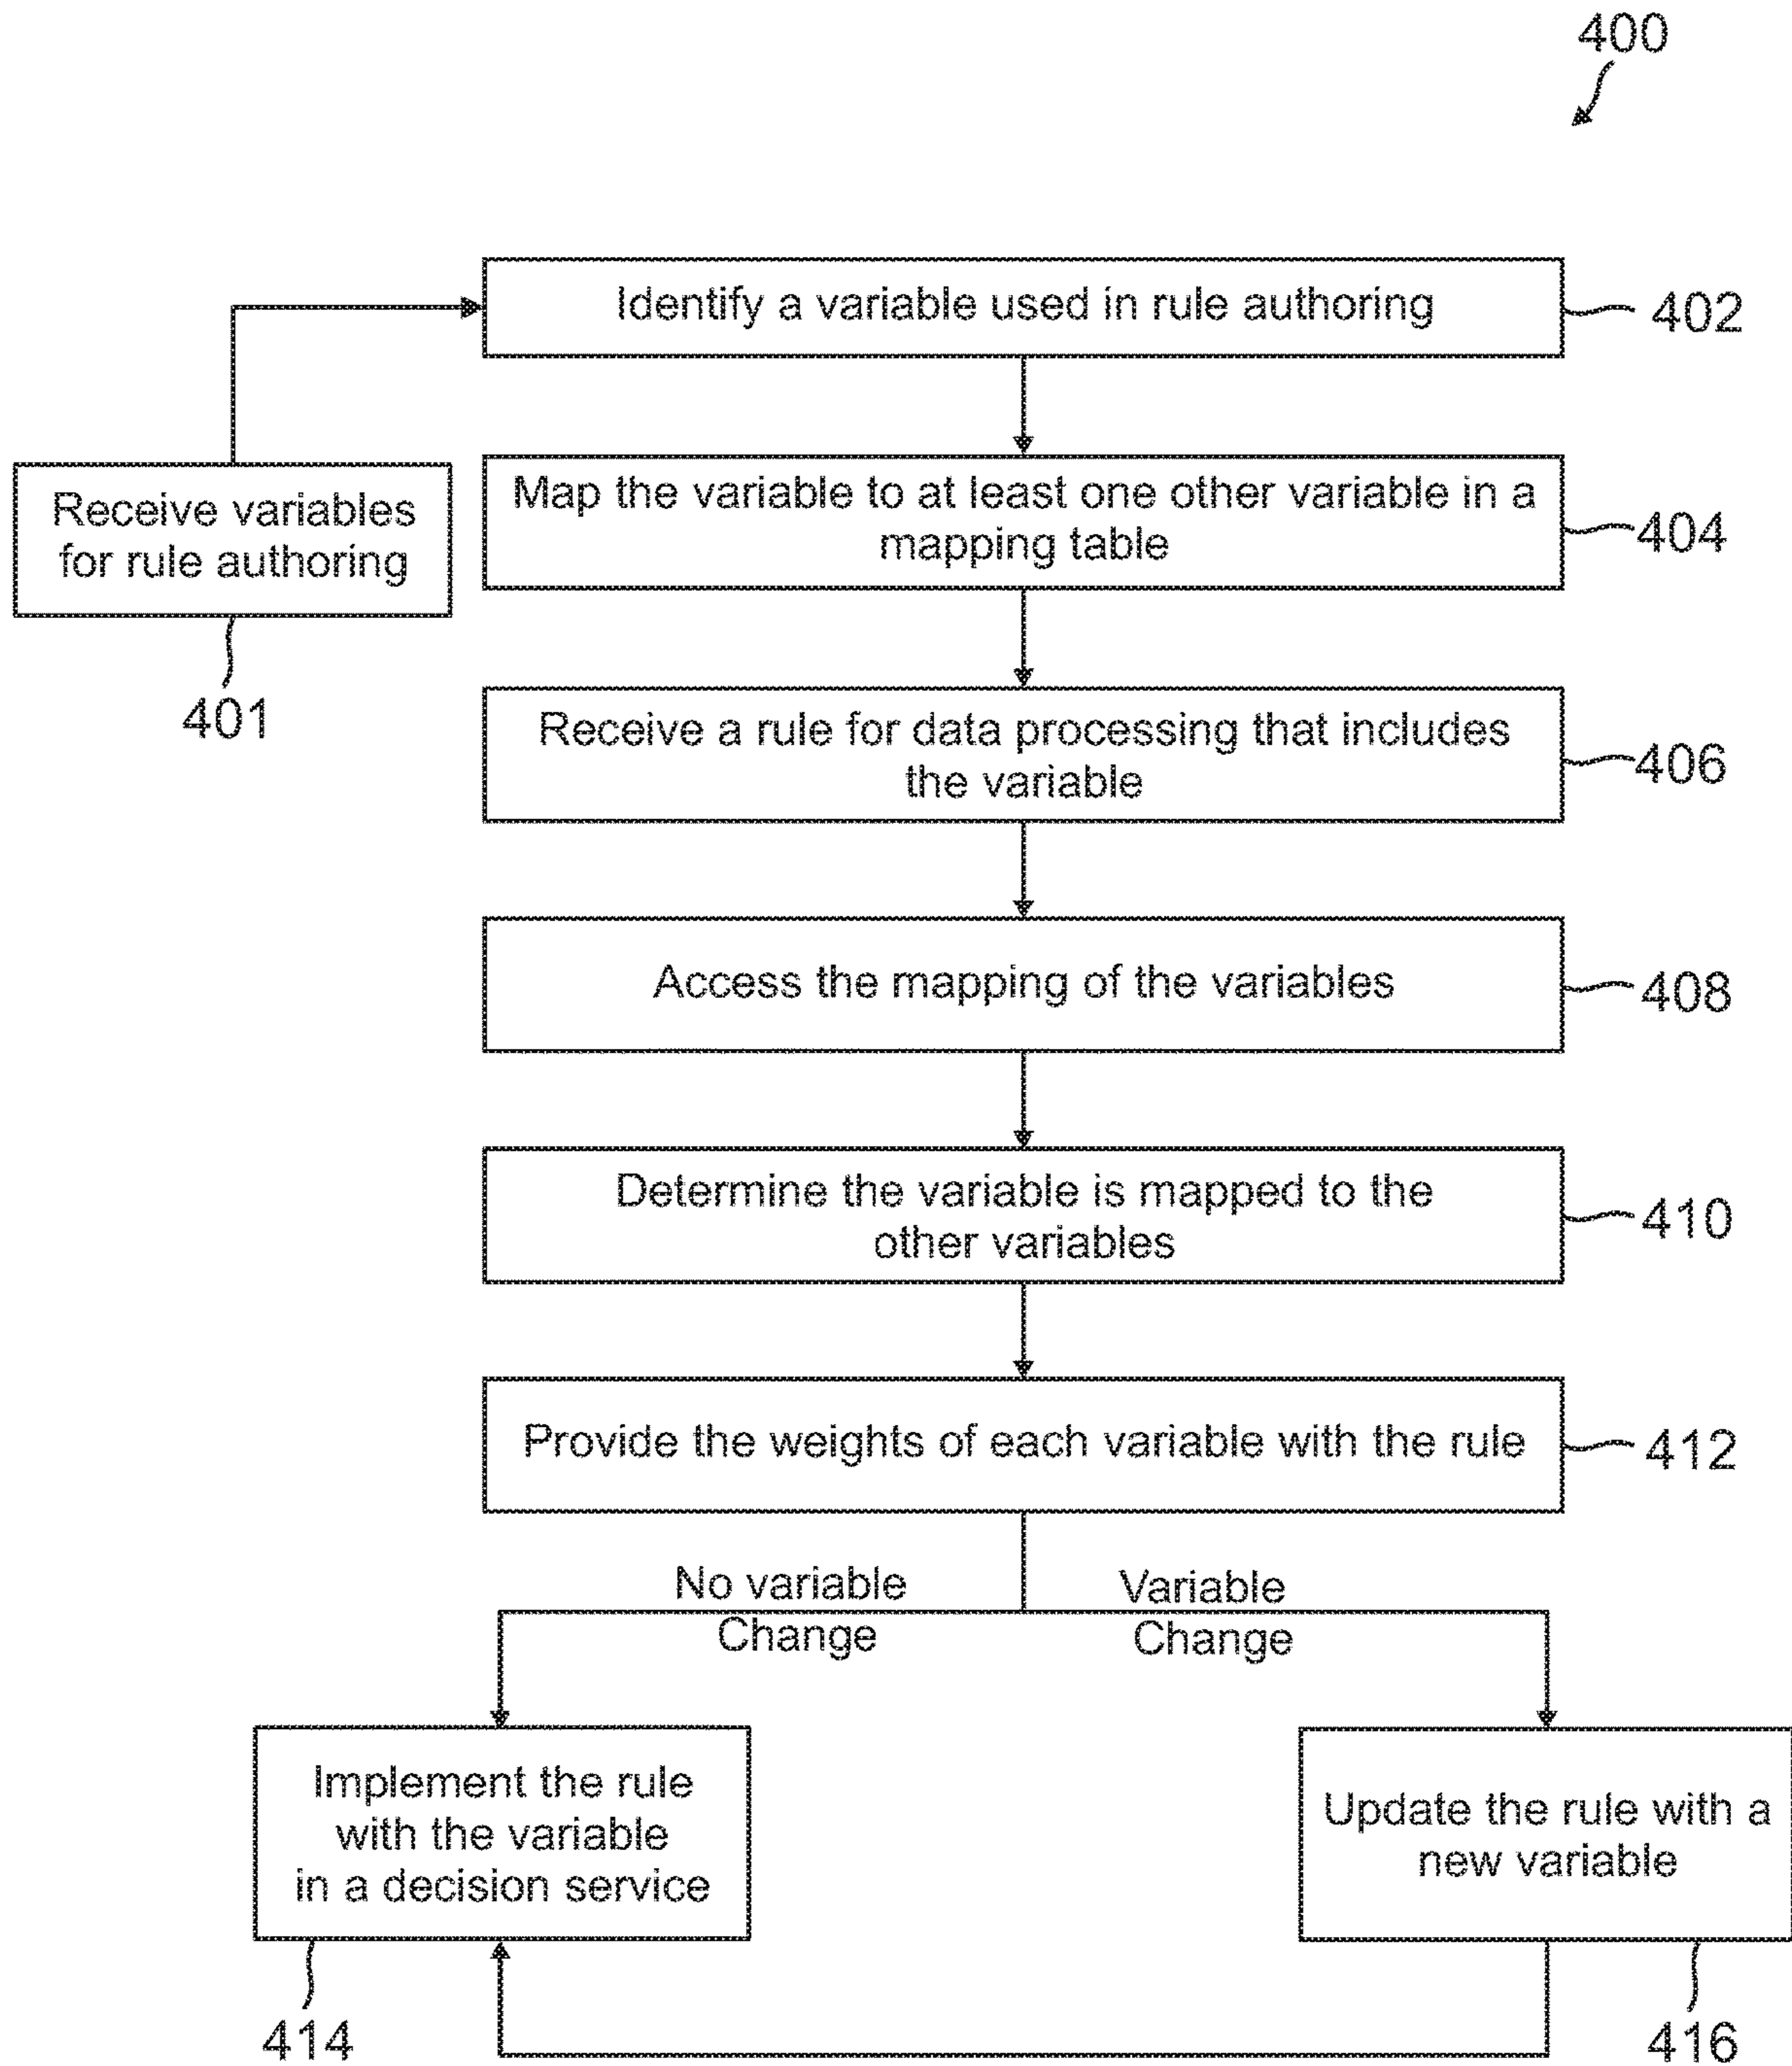 400
Identify a variable used in rule authoring
402
Receive variables
for rule authoring
401
Map the variable to at least one other variable in a
mapping table
404
Receive a rule for data processing that includes
the variable
406
Access the mapping of the variables
408
Determine the variable is mapped to the
other variables
410
Provide the weights of each variable with the rule
412
No variable
Change
Variable
Change
Implement the rule
with the variable
in a decision service
414
Update the rule with a
new variable
416